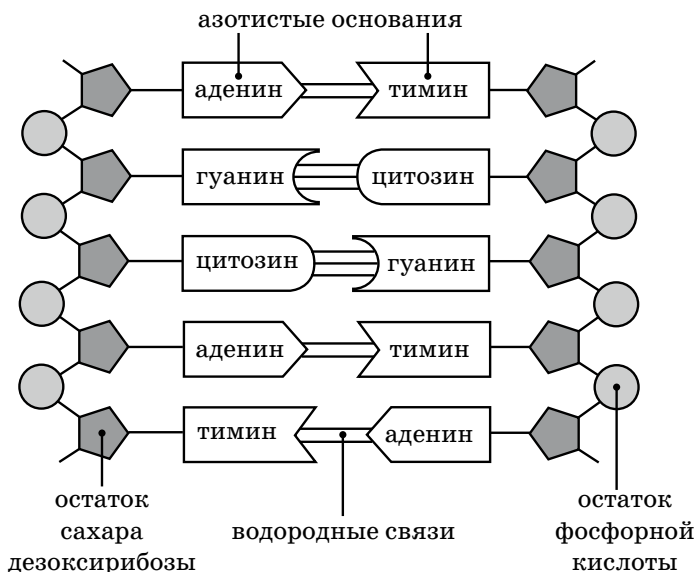 азотистые основания
аденин тимин
гуанин цитозин
цитозин гуанин
аденин тимин
тимин аденин
остаток
сахара
дезоксирибозы
водородные связи
остаток
фосфорной
кислоты